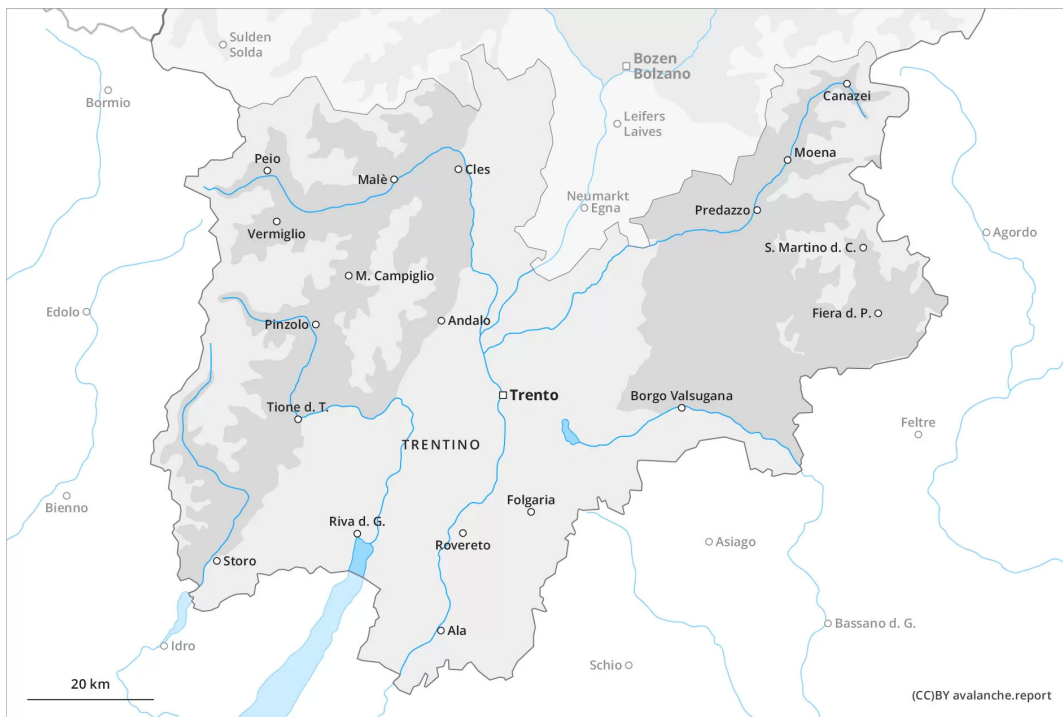 Sulden
Solda
Bozen
Bolzano
Bormio
Canazei
Leifers
Laives
Moena
Peio
Malè
Cles
Neumarkt
Egna
Predazzo
Vermiglio
Agordo
S. Martino d. C.
M. Campiglio
Edolo
Pinzolo
Andalo
Fiera d. P.
Trento
Borgo Valsugana
Tione d. T.
Feltre
TRENTINO
Bienno
Folgaria
Riva d. G.
Rovereto
Asiago
Storo
Ala
Bassano d. G.
Idro
Schio
20 km
(CC)BY avalanche.report